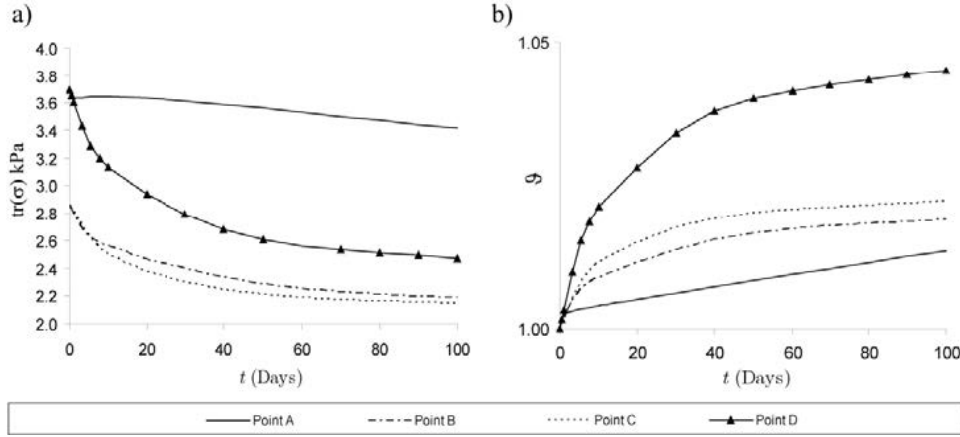 a)
4.0
3.8
3.6
3.4
3.2
3.0
2.8
2.6
2.4
2.2
2.0
tr(σ) kPa
0 20 40 60 80 100
t (Days)
b)
1.05
1.00
ϑ
0 20 40 60 80 100
t (Days)
Point A Point B Point C Point D